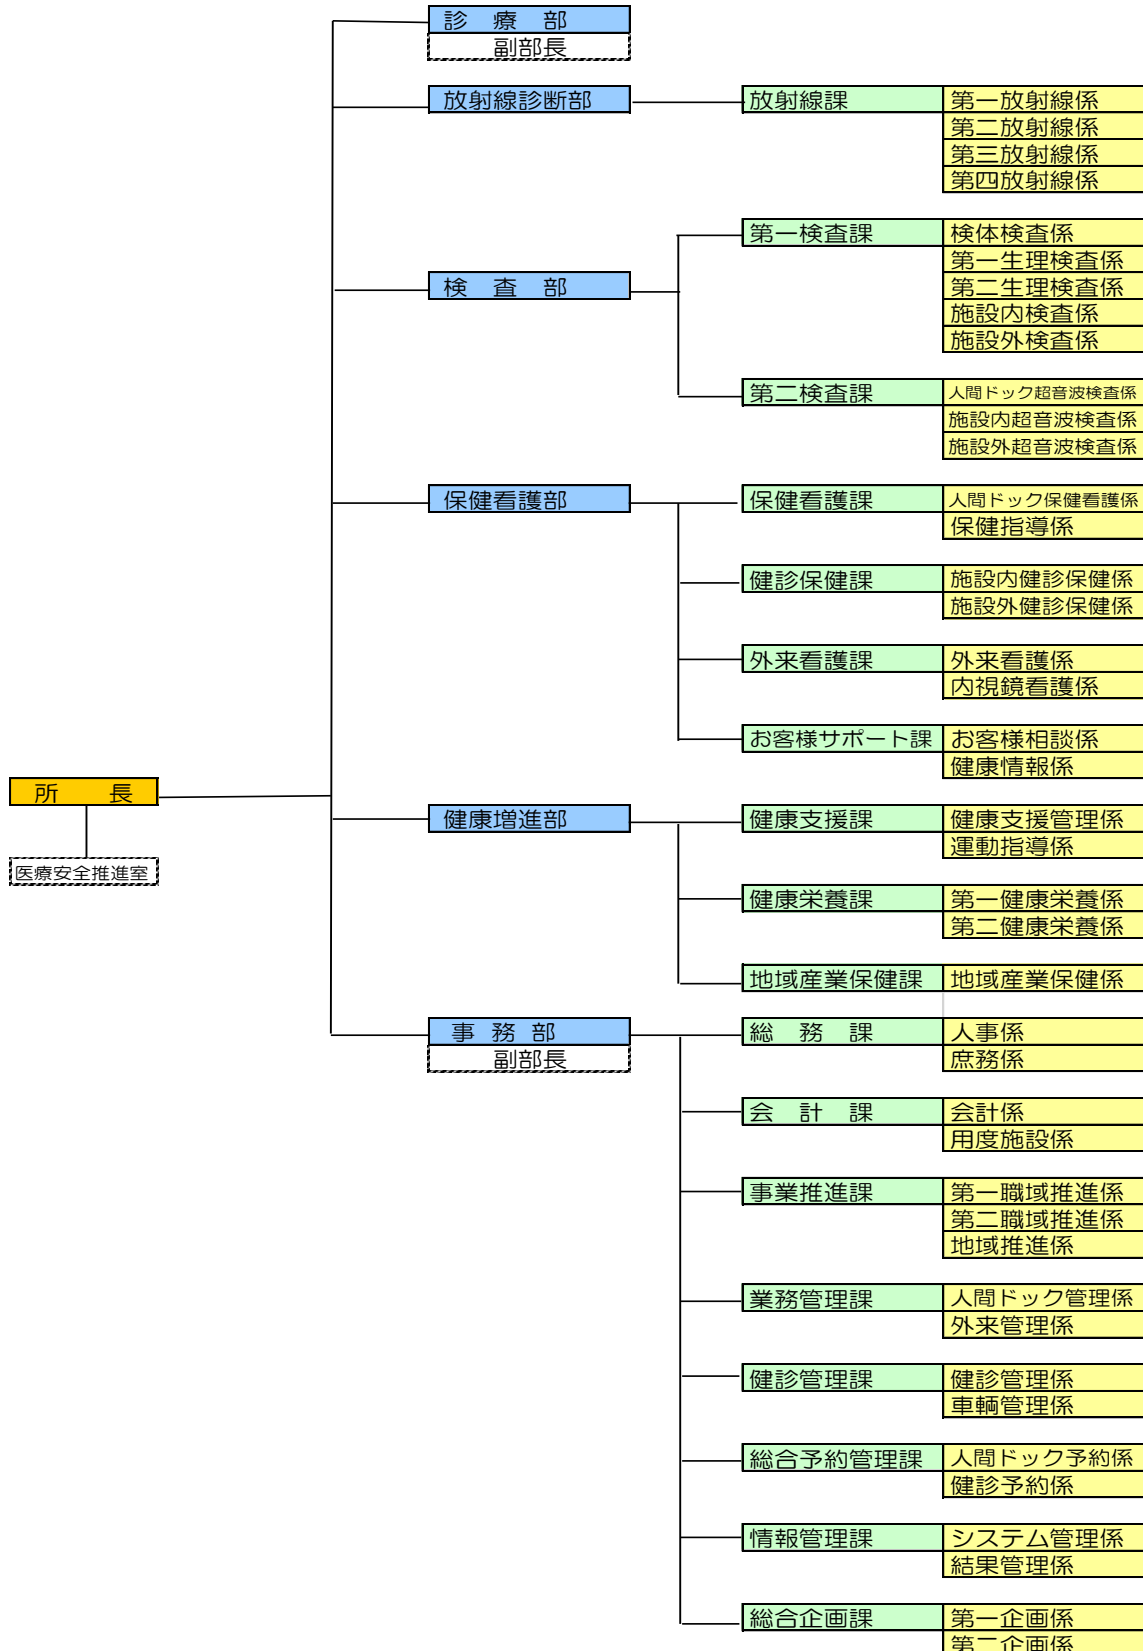 診　療　部
副部長
放射線診断部
放射線課
第一放射線係
第二放射線係
第三放射線係
第四放射線係
検　査　部
第一検査課
検体検査係
第一生理検査係
第二生理検査係
施設内検査係
施設外検査係
第二検査課
人間ドック超音波検査係
施設内超音波検査係
施設外超音波検査係
保健看護部
保健看護課
人間ドック保健看護係
保健指導係
健診保健課
施設内健診保健係
施設外健診保健係
外来看護課
外来看護係
内視鏡看護係
お客様サポート課
お客様相談係
健康情報係
所　　長
医療安全推進室
健康増進部
健康支援課
健康支援管理係
運動指導係
健康栄養課
第一健康栄養係
第二健康栄養係
地域産業保健課
地域産業保健係
事　務　部
副部長
総　務　課
人事係
庶務係
会　計　課
会計係
用度施設係
事業推進課
第一職域推進係
第二職域推進係
地域推進係
業務管理課
人間ドック管理係
外来管理係
健診管理課
健診管理係
車輌管理係
総合予約管理課
人間ドック予約係
健診予約係
情報管理課
システム管理係
結果管理係
総合企画課
第一企画係
第二企画係